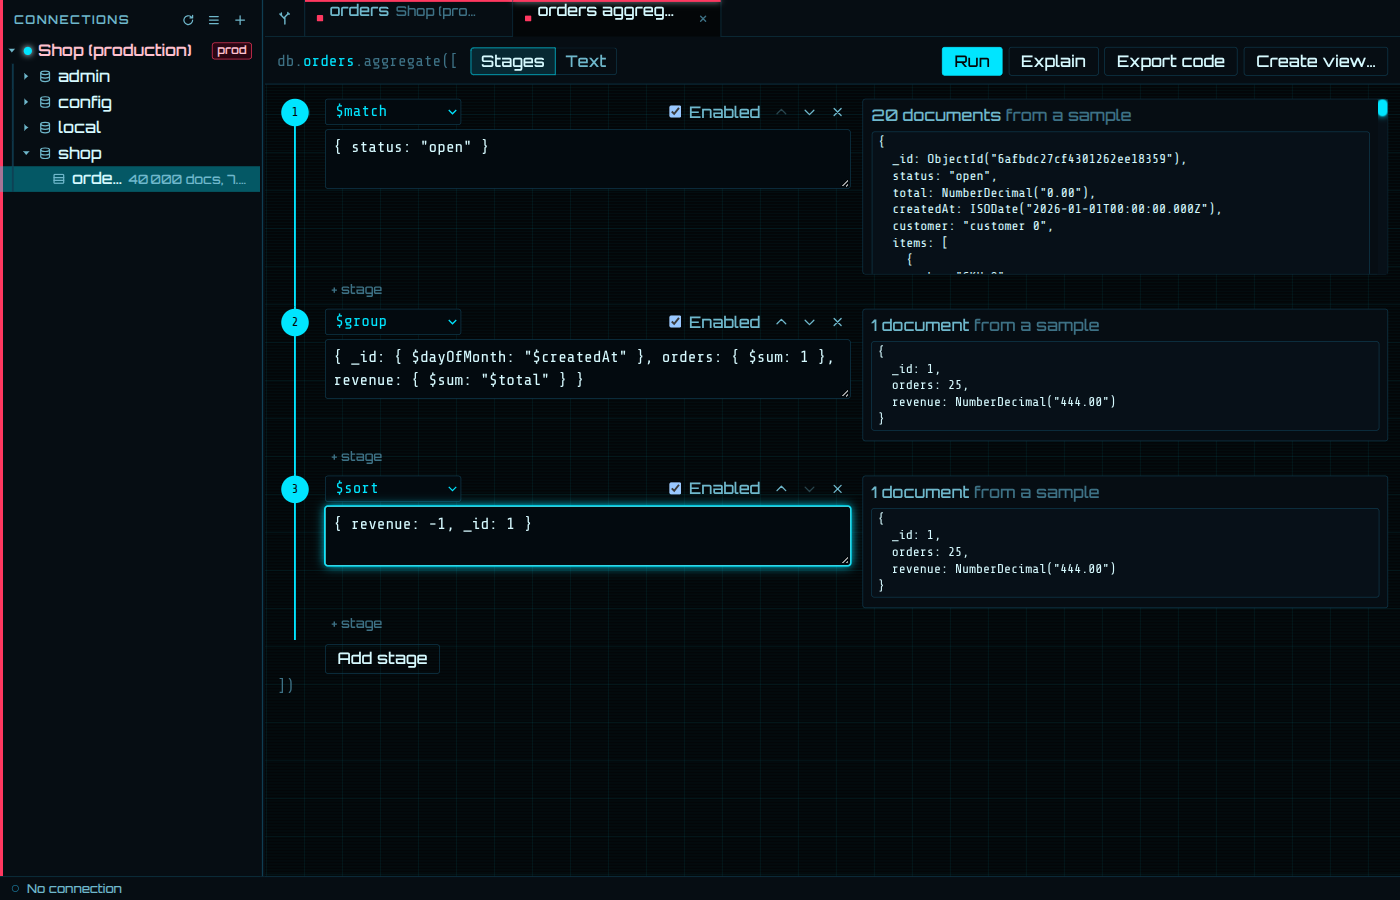 CONNECTIONS
Shop (production) prod
admin
config
local
shop
orde... 40 000 docs, 7....
orders Shop (pro...
orders aggreg...
db.orders.aggregate([
Stages Text
Run Explain Export code Create view...
1 $match Enabled
{ status: "open" }
20 documents from a sample
{
_id: ObjectId("6afbdc27cf4301262ee18359"),
status: "open",
total: NumberDecimal("0.00"),
createdAt: ISODate("2026-01-01T00:00:00.000Z"),
customer: "customer 0",
items: [
{
+ stage
2 $group Enabled
{ _id: { $dayOfMonth: "$createdAt" }, orders: { $sum: 1 },
revenue: { $sum: "$total" } }
1 document from a sample
{
_id: 1,
orders: 25,
revenue: NumberDecimal("444.00")
}
+ stage
3 $sort Enabled
{ revenue: -1, _id: 1 }
1 document from a sample
{
_id: 1,
orders: 25,
revenue: NumberDecimal("444.00")
}
+ stage
Add stage
])
No connection